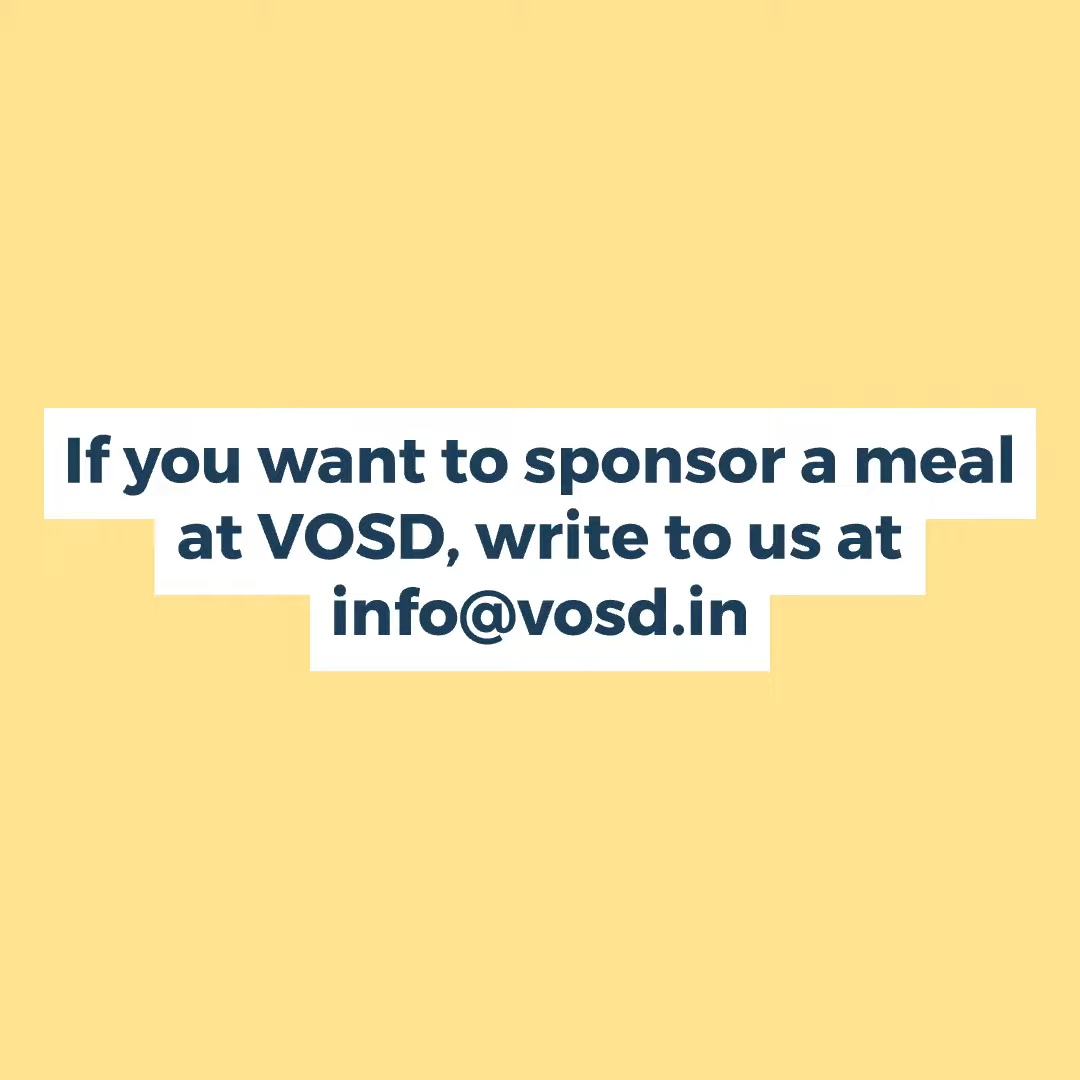 If you want to sponsor a meal
at VOSD, write to us at
info@vosd.in